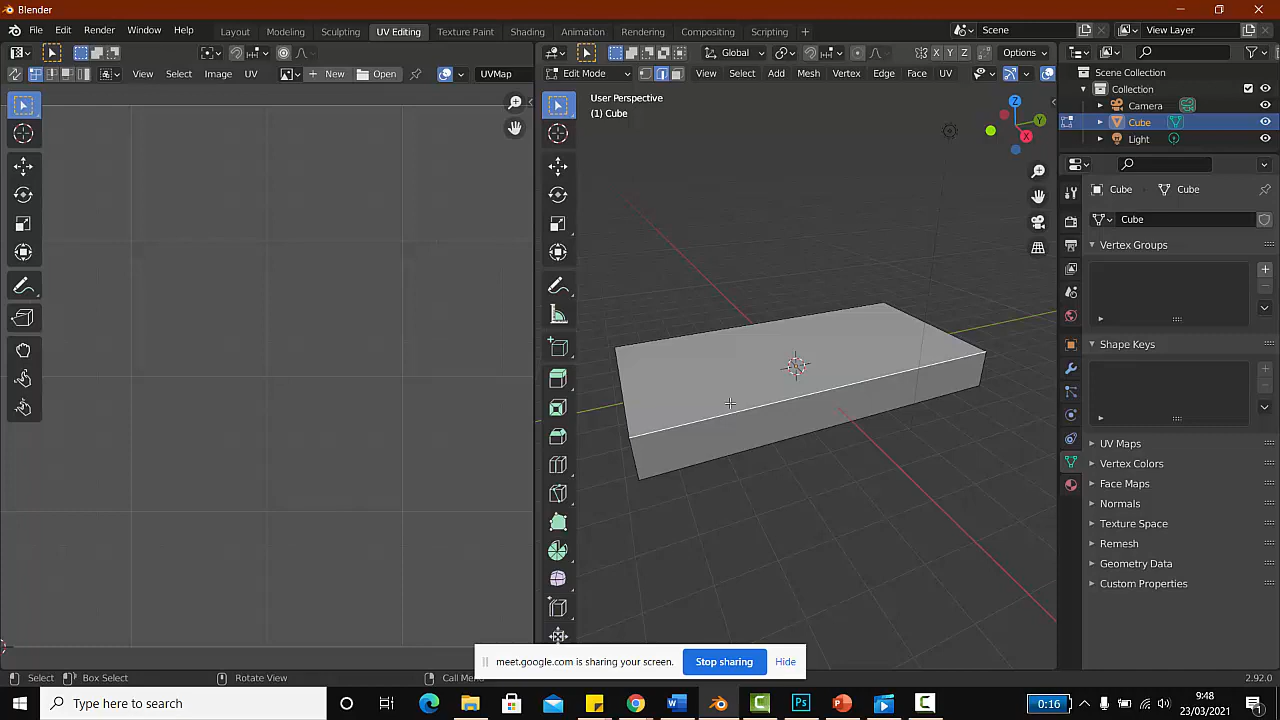 Blender
File Edit Render Window Help Layout Modeling Sculpting UV Editing Texture Paint Shading Animation Rendering Compositing Scripting + Scene View Layer
Global Options
View Select Image UV New Open UVMap Edit Mode View Select Add Mesh Vertex Edge Face UV
X Y Z
Scene Collection
Collection
Camera
Cube
Light
User Perspective
(1) Cube
Z
Y
X
Cube Cube
Cube
Vertex Groups
Shape Keys
UV Maps
Vertex Colors
Face Maps
Normals
Texture Space
Remesh
Geometry Data
Custom Properties
meet.google.com is sharing your screen. Stop sharing Hide
Select Box Select Rotate View Call Menu 2.92.0
Type here to search 0:16 9:48
23/03/2021